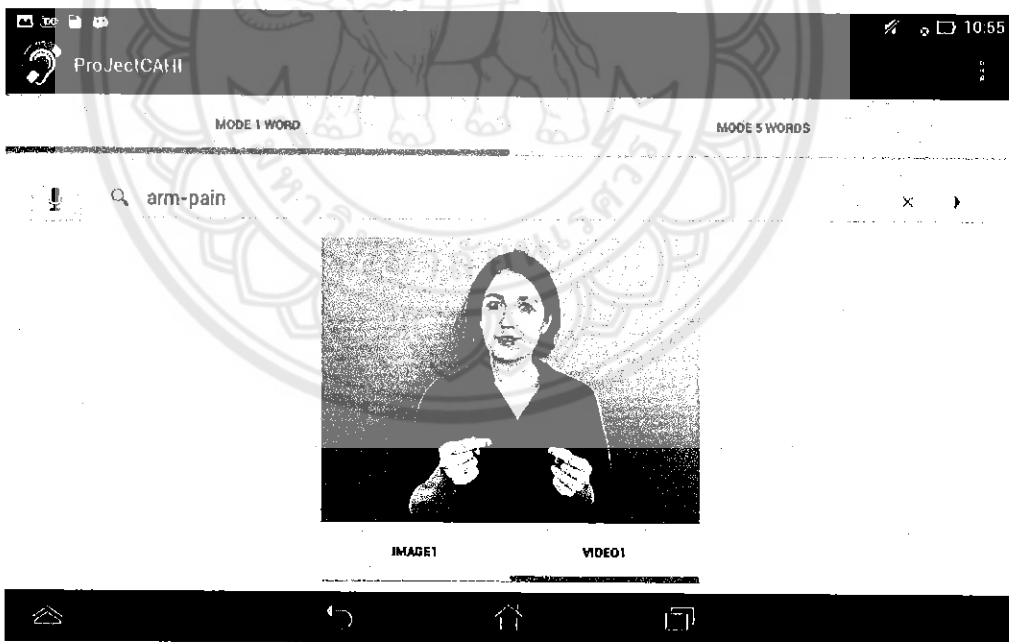 10:55
ProJectCAHI
MODE 1 WORD
MODE 5 WORDS
arm-pain
IMAGE1
VIDEO1